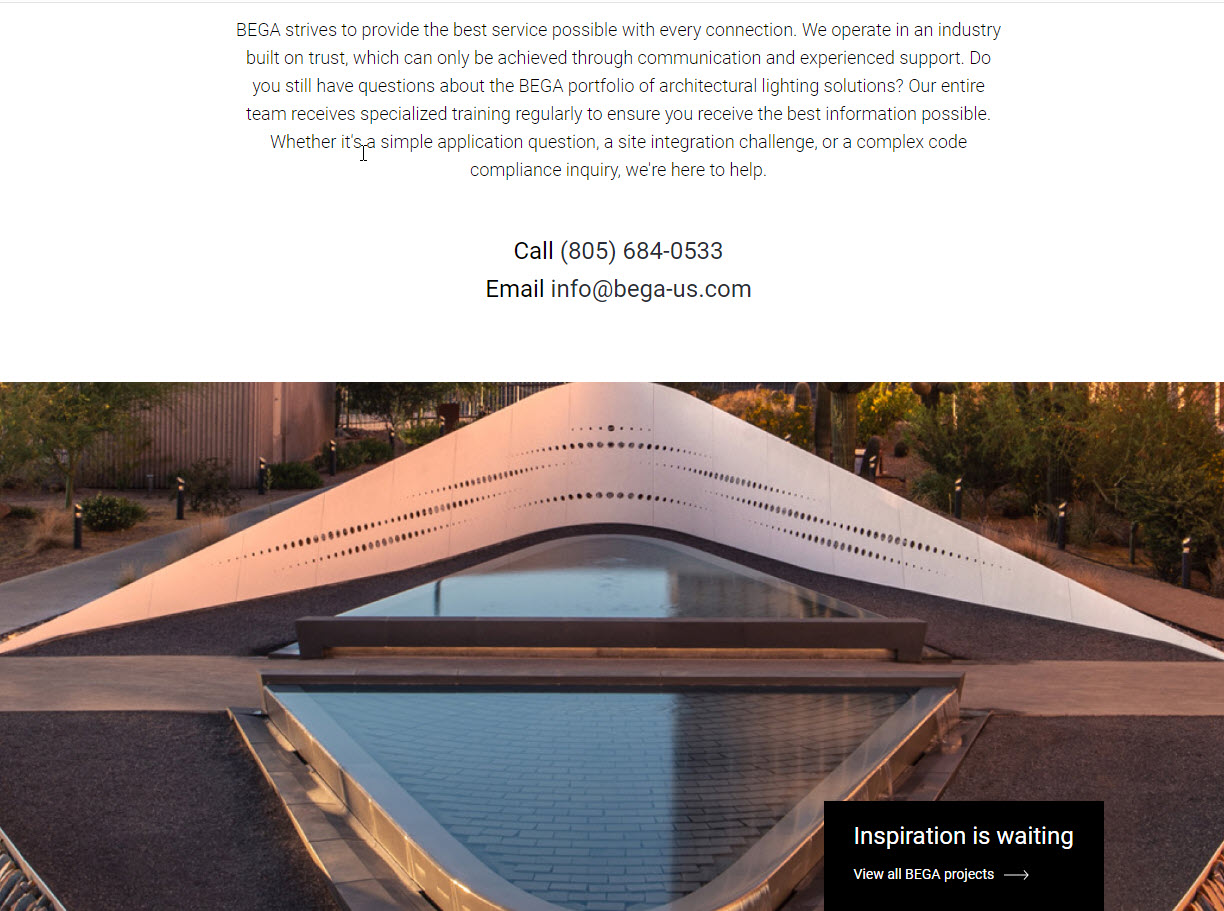 BEGA strives to provide the best service possible with every connection. We operate in an industry
built on trust, which can only be achieved through communication and experienced support. Do
you still have questions about the BEGA portfolio of architectural lighting solutions? Our entire
team receives specialized training regularly to ensure you receive the best information possible.
Whether it's a simple application question, a site integration challenge, or a complex code
compliance inquiry, we're here to help.
Call (805) 684-0533
Email info@bega-us.com
Inspiration is waiting
View all BEGA projects